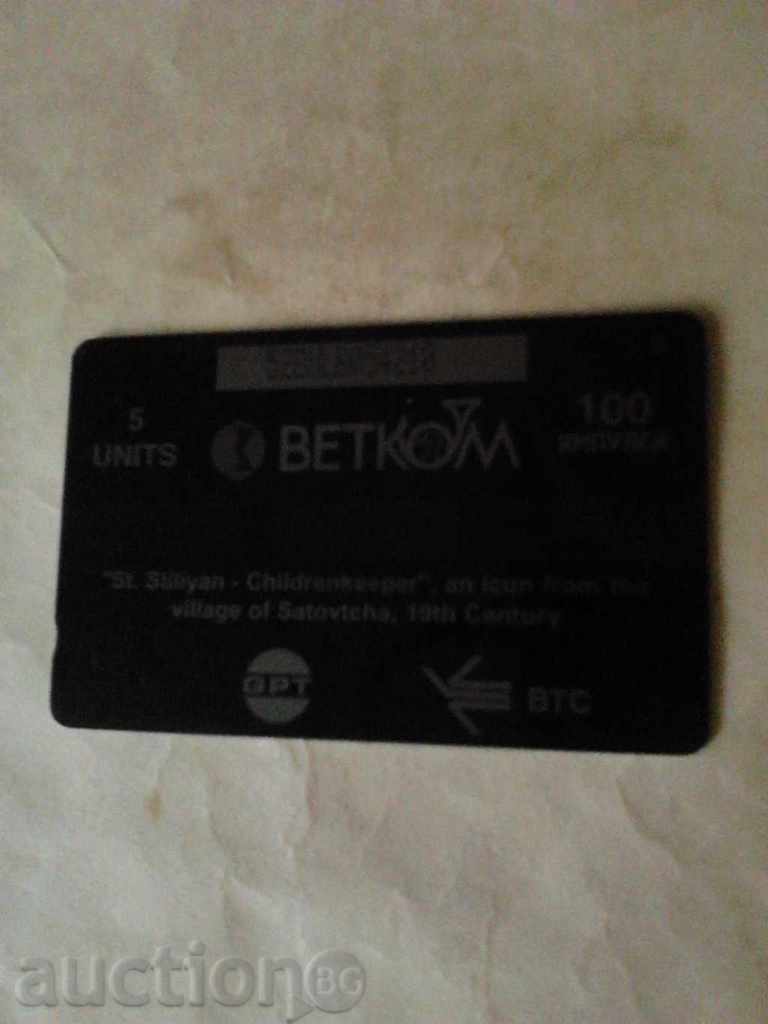 5
UNITS
BETKOM
100
"St. Stiliyan - Childrenkeeper", an icon from the
village of Satovtcha, 19th Century
GPT
BTC
auction BG